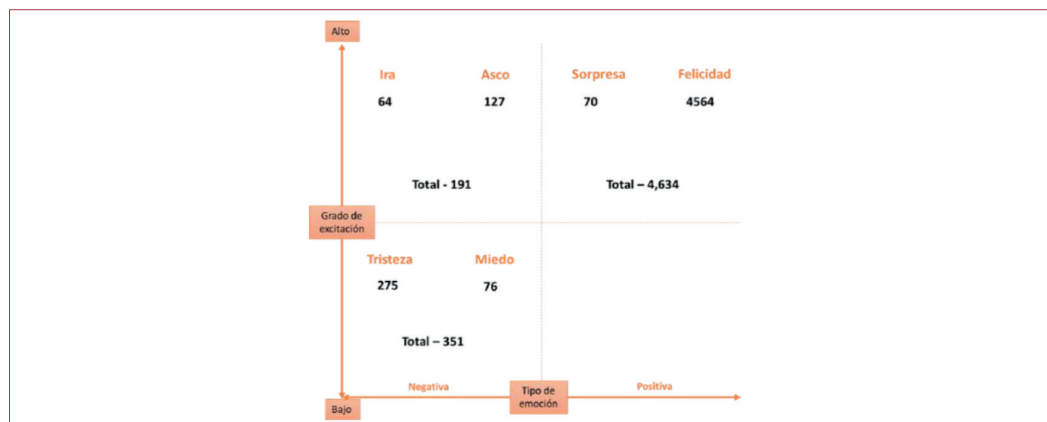 Alto
Ira Asco Sorpresa Felicidad
64 127 70 4564
Total - 191 Total – 4,634
Grado de
excitación
Tristeza Miedo
275 76
Total – 351
Negativa Positiva
Tipo de
emoción
Bajo